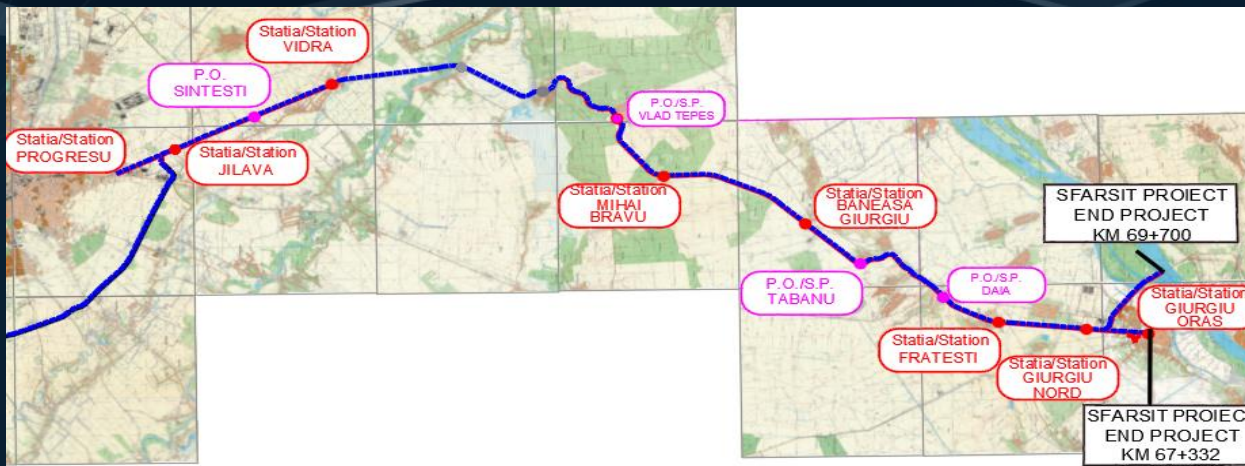 Statia/Station
VIDRA
P.O.
SINTESTI
Statia/Station
PROGRESU
Statia/Station
JILAVA
P.O./S.P.
VLAD TEPES
Statia/Station
MIHAI
BRAVU
Statia/Station
BANEASA
GIURGIU
SFARSIT PROIECT
END PROJECT
KM 69+700
P.O./S.P.
TABANU
P.O./S.P.
DAIA
Statia/Station
GIURGIU
ORAS
Statia/Station
FRATESTI
Statia/Station
GIURGIU
NORD
SFARSIT PROIEC
END PROJECT
KM 67+332